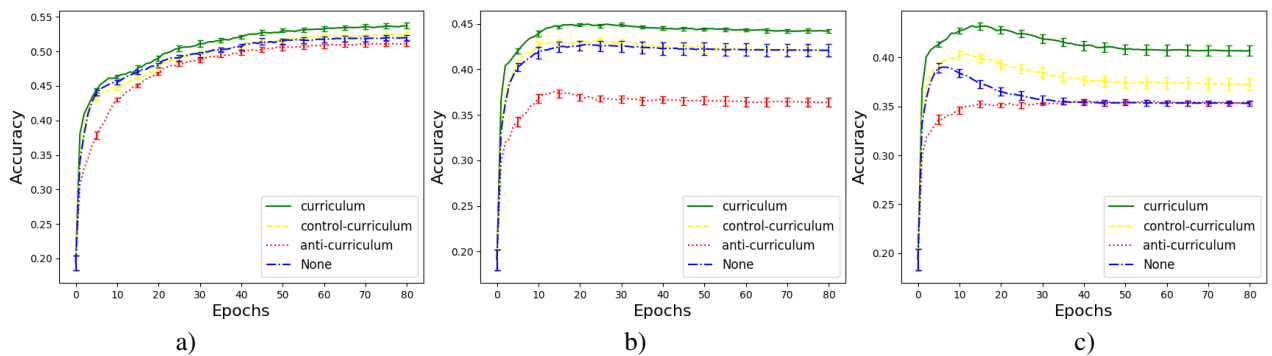 0.55
0.50
0.45
0.40
0.35
0.30
0.25
0.20
Accuracy
0 10 20 30 40 50 60 70 80
Epochs
curriculum
control-curriculum
anti-curriculum
None
a)
0.45
0.40
0.35
0.30
0.25
0.20
Accuracy
0 10 20 30 40 50 60 70 80
Epochs
curriculum
control-curriculum
anti-curriculum
None
b)
0.40
0.35
0.30
0.25
0.20
Accuracy
0 10 20 30 40 50 60 70 80
Epochs
curriculum
control-curriculum
anti-curriculum
None
c)